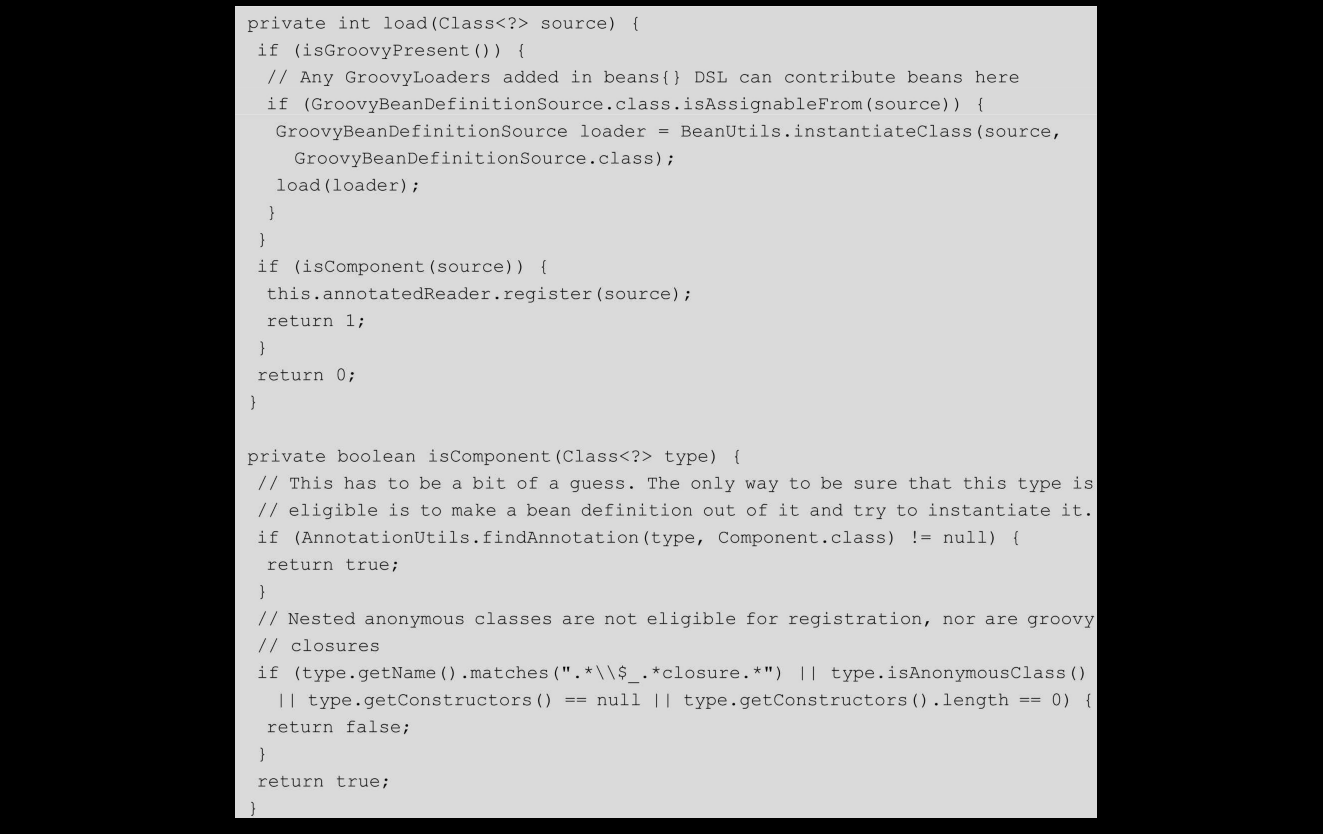 private int load(Class<?> source) {
if (isGroovyPresent()) {
// Any GroovyLoaders added in beans{} DSL can contribute beans here
if (GroovyBeanDefinitionSource.class.isAssignableFrom(source)) {
GroovyBeanDefinitionSource loader = BeanUtils.instantiateClass(source,
GroovyBeanDefinitionSource.class);
load(loader);
}
}
if (isComponent(source)) {
this.annotatedReader.register(source);
return 1;
}
return 0;
}
private boolean isComponent(Class<?> type) {
// This has to be a bit of a guess. The only way to be sure that this type is
// eligible is to make a bean definition out of it and try to instantiate it.
if (AnnotationUtils.findAnnotation(type, Component.class) != null) {
return true;
}
// Nested anonymous classes are not eligible for registration, nor are groovy
// closures
if (type.getName().matches(".*\\$_.*closure.*") || type.isAnonymousClass()
|| type.getConstructors() == null || type.getConstructors().length == 0) {
return false;
}
return true;
}